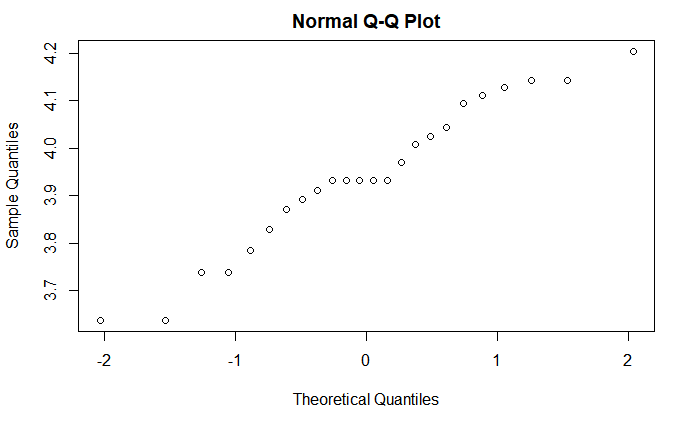 Normal Q-Q Plot
4.2
4.1
4.0
3.9
3.8
3.7
Sample Quantiles
-2 -1 0 1 2
Theoretical Quantiles